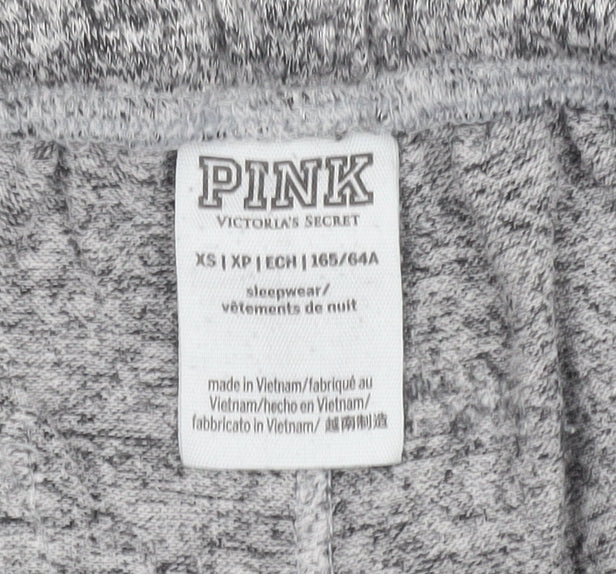 PINK
VICTORIA'S SECRET
XS | XP | ECH | 165/64A
sleepwear/
vêtements de nuit
made in Vietnam/fabriqué au
Vietnam/hecho en Vietnam/
fabbricato in Vietnam/ 越南制造